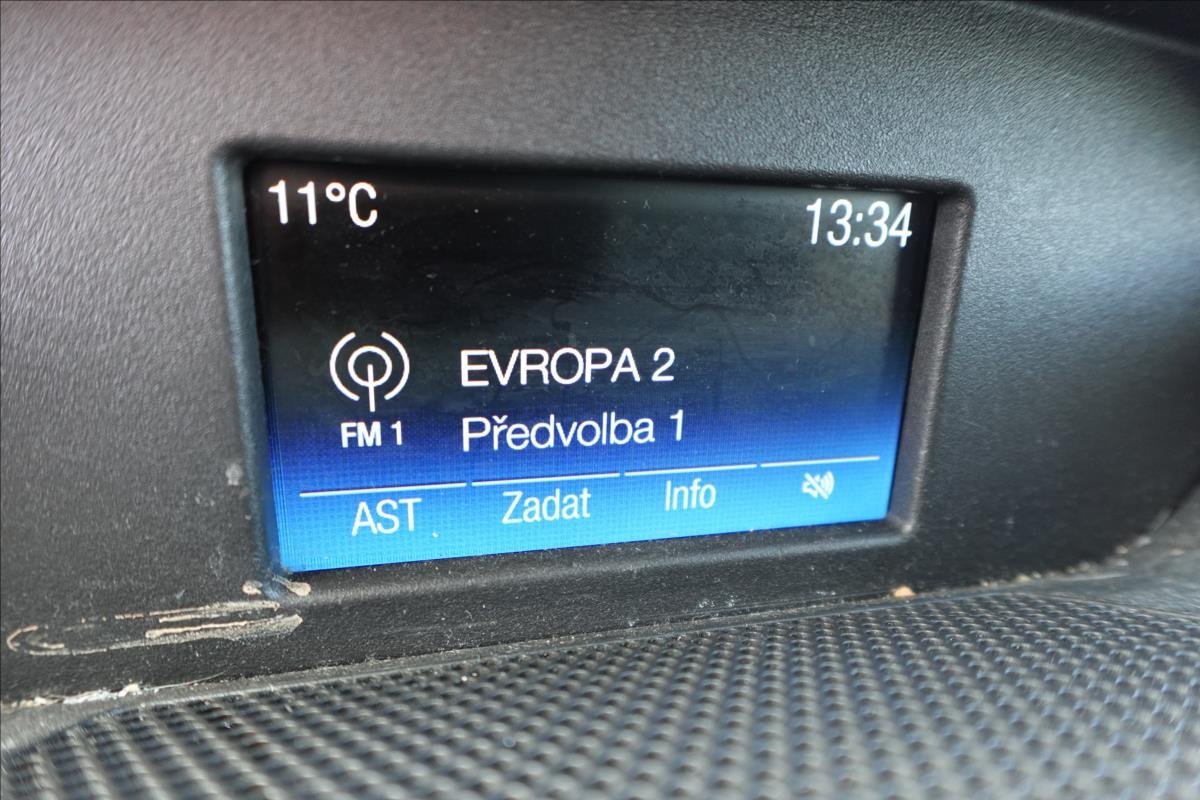 11°C
13:34
EVROPA 2
FM 1
Předvolba 1
AST
Zadat
Info